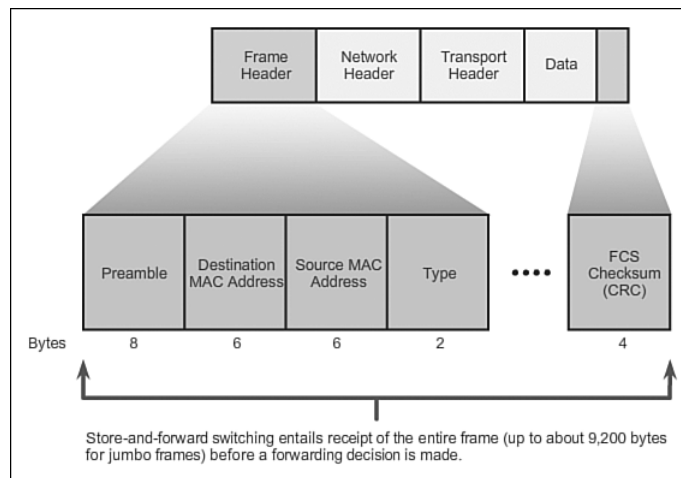 Frame Header
Network Header
Transport Header
Data
Preamble
Destination MAC Address
Source MAC Address
Type
FCS Checksum (CRC)
Bytes 8 6 6 2 4
Store-and-forward switching entails receipt of the entire frame (up to about 9,200 bytes
for jumbo frames) before a forwarding decision is made.